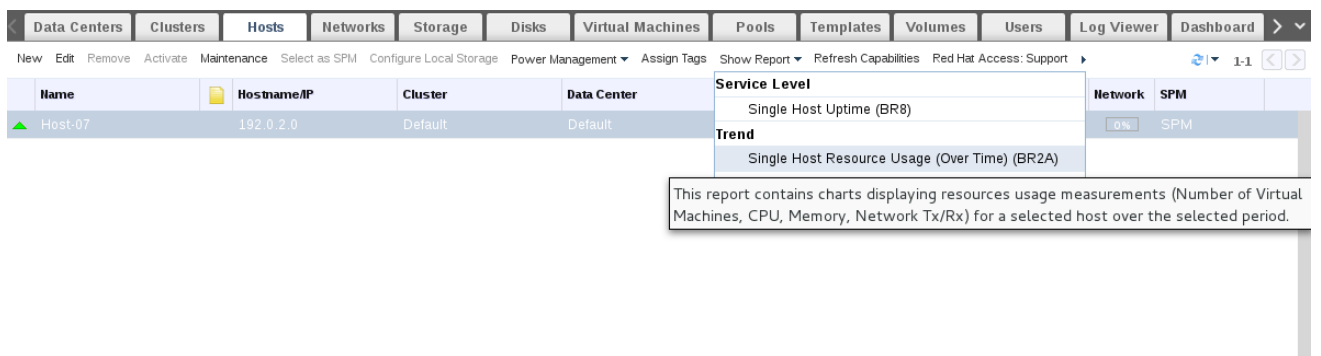 Data Centers Clusters Hosts Networks Storage Disks Virtual Machines Pools Templates Volumes Users Log Viewer Dashboard
New Edit Remove Activate Maintenance Select as SPM Configure Local Storage Power Management Assign Tags Show Report Refresh Capabilities Red Hat Access: Support 1-1
Name Hostname/IP Cluster Data Center Network SPM
Host-07 192.0.2.0 Default Default 0% SPM
Service Level
Single Host Uptime (BR8)
Trend
Single Host Resource Usage (Over Time) (BR2A)
This report contains charts displaying resources usage measurements (Number of Virtual
Machines, CPU, Memory, Network Tx/Rx) for a selected host over the selected period.